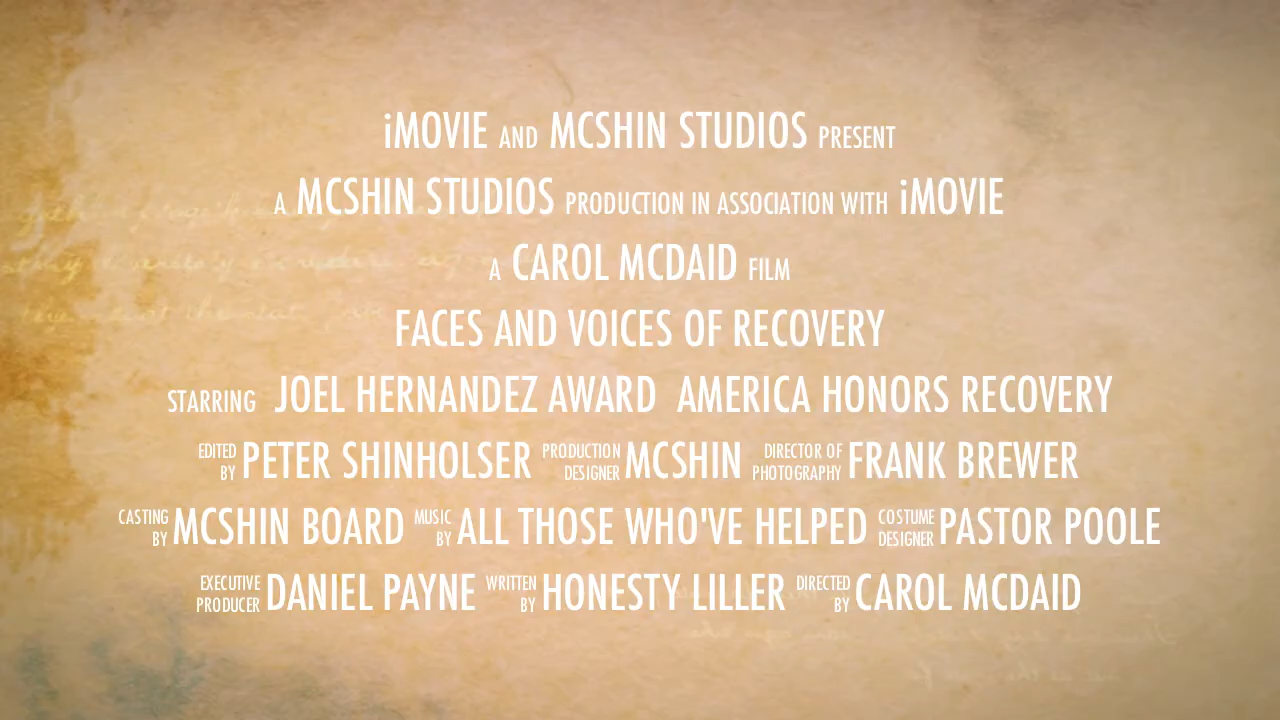 iMOVIE AND MCSHIN STUDIOS PRESENT
A MCSHIN STUDIOS PRODUCTION IN ASSOCIATION WITH iMOVIE
A CAROL MCDAID FILM
FACES AND VOICES OF RECOVERY
STARRING JOEL HERNANDEZ AWARD AMERICA HONORS RECOVERY
EDITED BY PETER SHINHOLSER PRODUCTION DESIGNER MCSHIN DIRECTOR OF PHOTOGRAPHY FRANK BREWER
CASTING BY MCSHIN BOARD MUSIC BY ALL THOSE WHO'VE HELPED COSTUME DESIGNER PASTOR POOLE
EXECUTIVE PRODUCER DANIEL PAYNE WRITTEN BY HONESTY LILLER DIRECTED BY CAROL MCDAID